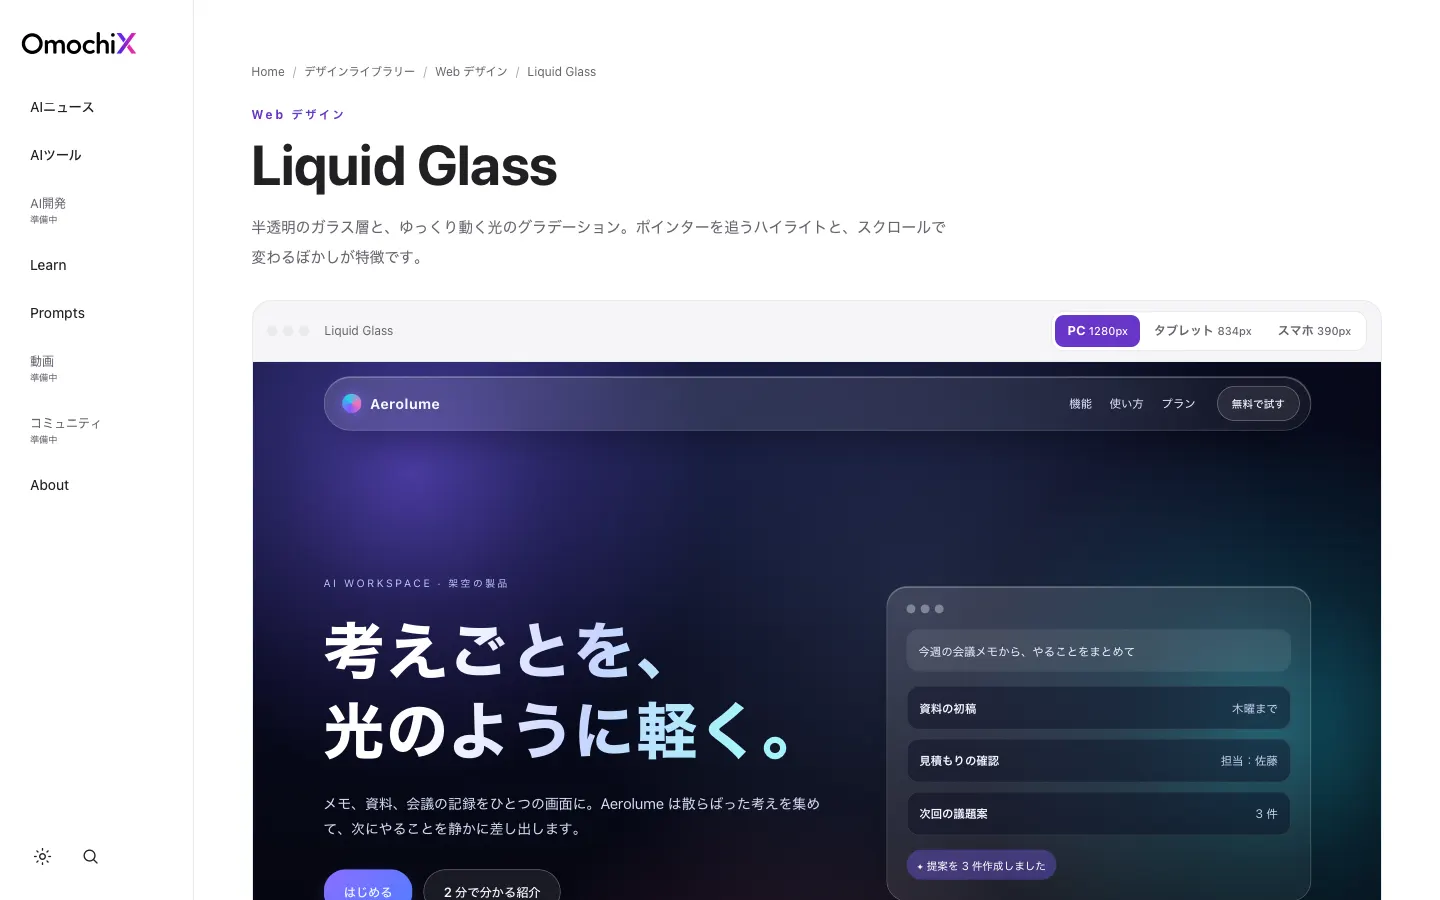 OmochiX
AIニュース
AIツール
AI開発
準備中
Learn
Prompts
動画
準備中
コミュニティ
準備中
About
Home / デザインライブラリー / Web デザイン / Liquid Glass
Web デザイン
Liquid Glass
半透明のガラス層と、ゆっくり動く光のグラデーション。ポインターを追うハイライトと、スクロールで
変わるぼかしが特徴です。
Liquid Glass
PC 1280px タブレット 834px スマホ 390px
Aerolume
機能 使い方 プラン 無料で試す
AI WORKSPACE · 架空の製品
考えごとを、
光のように軽く。
メモ、資料、会議の記録をひとつの画面に。Aerolume は散らばった考えを集め
て、次にやることを静かに差し出します。
はじめる 2 分で分かる紹介
今週の会議メモから、やることをまとめて
資料の初稿 木曜まで
見積もりの確認 担当：佐藤
次回の議題案 3 件
✦ 提案を 3 件作成しました